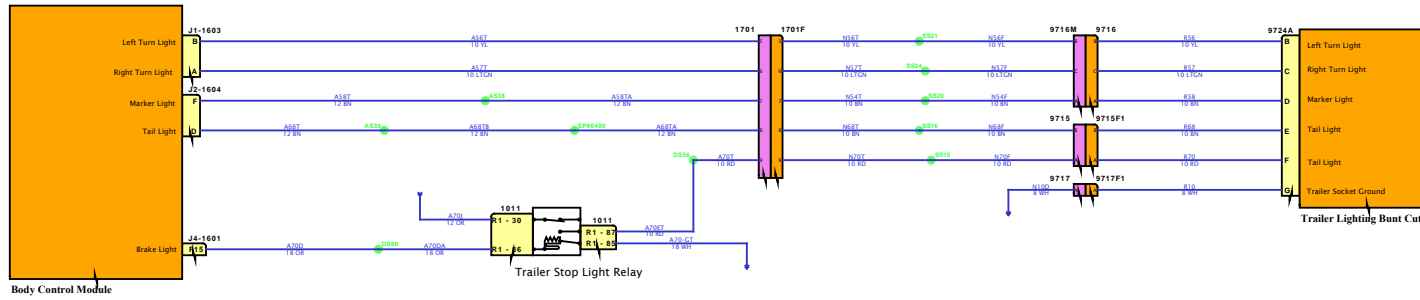 J1-1603
1701
1701F
9716M
9716
9724A
Left Turn Light
B
A56T
10 YL
SS21
N56T
10 YL
N56F
10 YL
R56
10 YL
B
Left Turn Light
Right Turn Light
A
A57T
10 LTGN
SS24
N57T
10 LTGN
N57F
10 LTGN
R57
10 LTGN
C
Right Turn Light
J2-1604
Marker Light
F
A58T
12 BN
AS38
A58TA
12 BN
N54T
10 BN
SS20
N54F
10 BN
R58
10 BN
D
Marker Light
Tail Light
D
A68T
12 BN
AS39
A68TB
12 BN
SP86400
A68TA
12 BN
N68T
10 BN
SS16
N68F
10 BN
9715
9715F1
R68
10 BN
E
Tail Light
DS56
A70T
10 RD
N70T
10 RD
SS15
N70F
10 RD
R70
10 RD
F
Tail Light
9717
9717F1
N10D
8 WH
R10
8 WH
G
Trailer Socket Ground
Trailer Lighting Bunt Cut
1011
A70J
12 OR
R1 - 30
1011
R1 - 87
A70ET
10 RD
J4-1601
Brake Light
F15
A70D
18 OR
DS60
A70DA
18 OR
R1 - 86
R1 - 85
A70-GT
18 WH
Trailer Stop Light Relay
Body Control Module